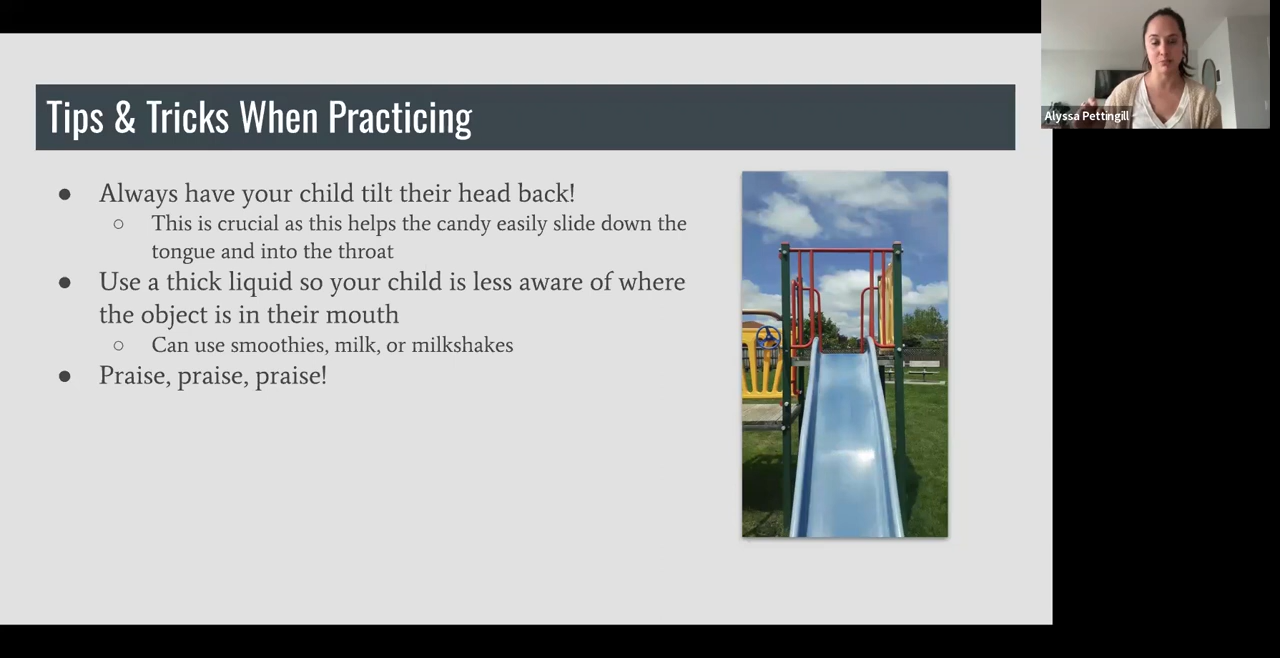 Tips & Tricks When Practicing
Alyssa Pettingill
● Always have your child tilt their head back!
○ This is crucial as this helps the candy easily slide down the
tongue and into the throat
● Use a thick liquid so your child is less aware of where
the object is in their mouth
○ Can use smoothies, milk, or milkshakes
● Praise, praise, praise!